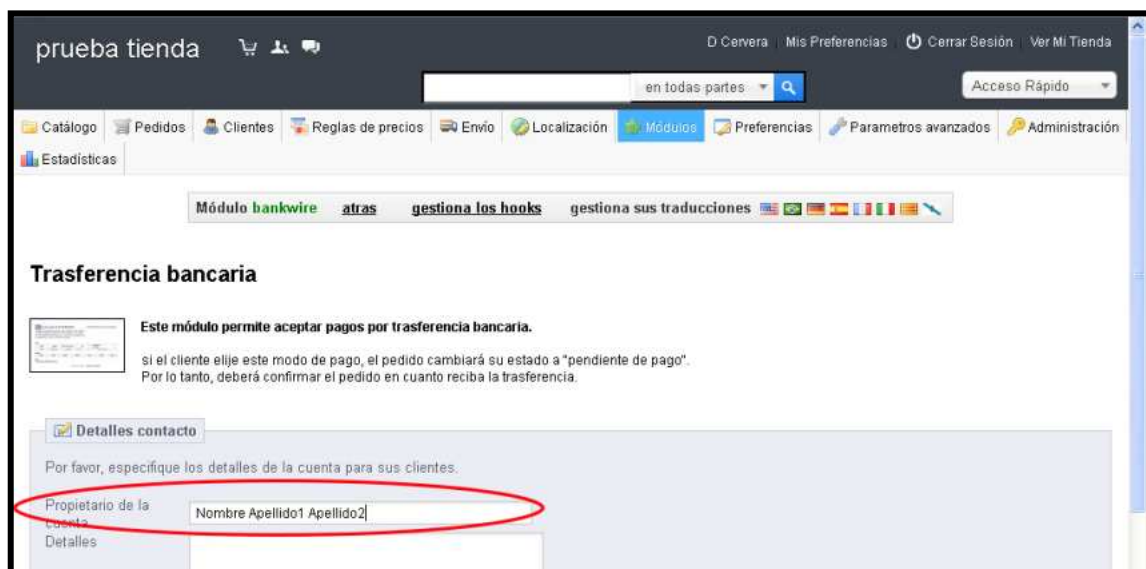 prueba tienda
D Cervera Mis Preferencias Cerrar Sesión Ver Mi Tienda
en todas partes
Acceso Rápido
Catálogo Pedidos Clientes Reglas de precios Envío Localización Módulos Preferencias Parametros avanzados Administración
Estadísticas
Módulo bankwire atras gestiona los hooks gestiona sus traducciones
Trasferencia bancaria
Este módulo permite aceptar pagos por trasferencia bancaria.
si el cliente elije este modo de pago, el pedido cambiará su estado a "pendiente de pago".
Por lo tanto, deberá confirmar el pedido en cuanto reciba la trasferencia.
Detalles contacto
Por favor, especifique los detalles de la cuenta para sus clientes.
Propietario de la
cuenta
Nombre Apellido1 Apellido2
Detalles